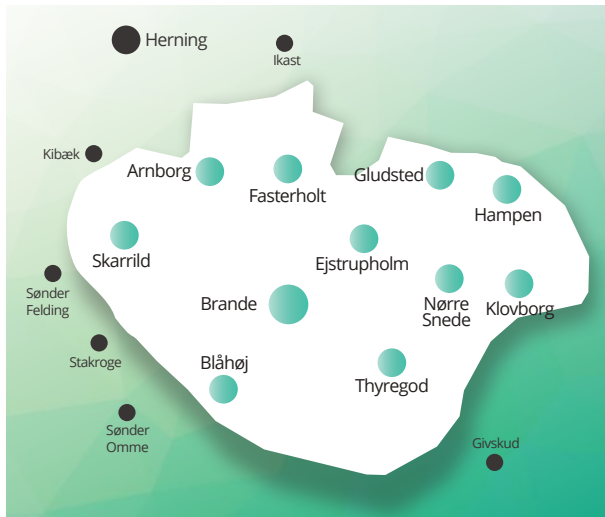 Herning
Ikast
Kibæk
Arnborg
Fasterholt
Gludsted
Hampen
Skarrild
Ejstrupholm
Sønder
Felding
Brande
Nørre
Snede
Klovborg
Stakroge
Blåhøj
Thyregod
Sønder
Omme
Givskud